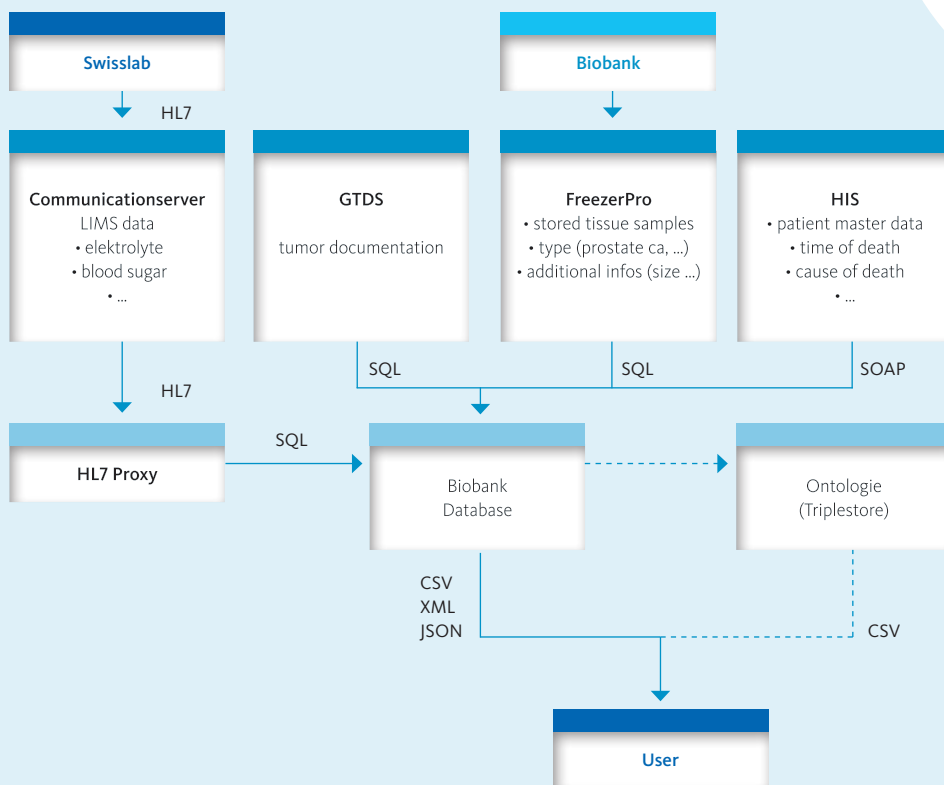 Swisslab
Biobank
HL7
Communicationserver
LIMS data
• elektrolyte
• blood sugar
• ...
GTDS
tumor documentation
FreezerPro
• stored tissue samples
• type (prostate ca, ...)
• additional infos (size ...)
HIS
• patient master data
• time of death
• cause of death
• ...
HL7
SQL
SQL
SOAP
HL7 Proxy
SQL
Biobank
Database
Ontologie
(Triplestore)
CSV
XML
JSON
CSV
User